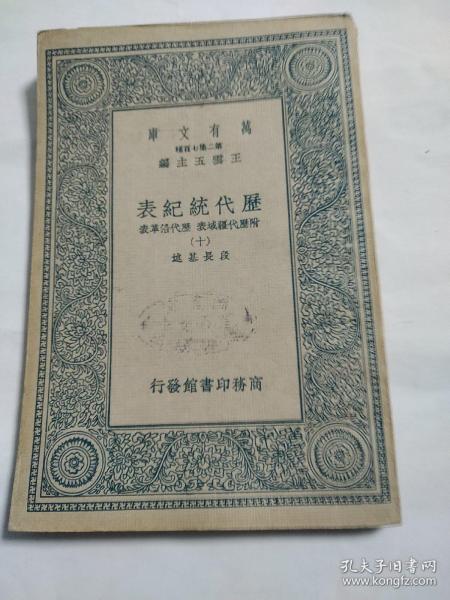 庫文有萬
種百七集二第
編主五雲王
表紀統代歷
表革沿代歷 表域疆代歷附
（十）
述基長段
行發館書印務商
孔夫子旧书网
www.kongfz.com